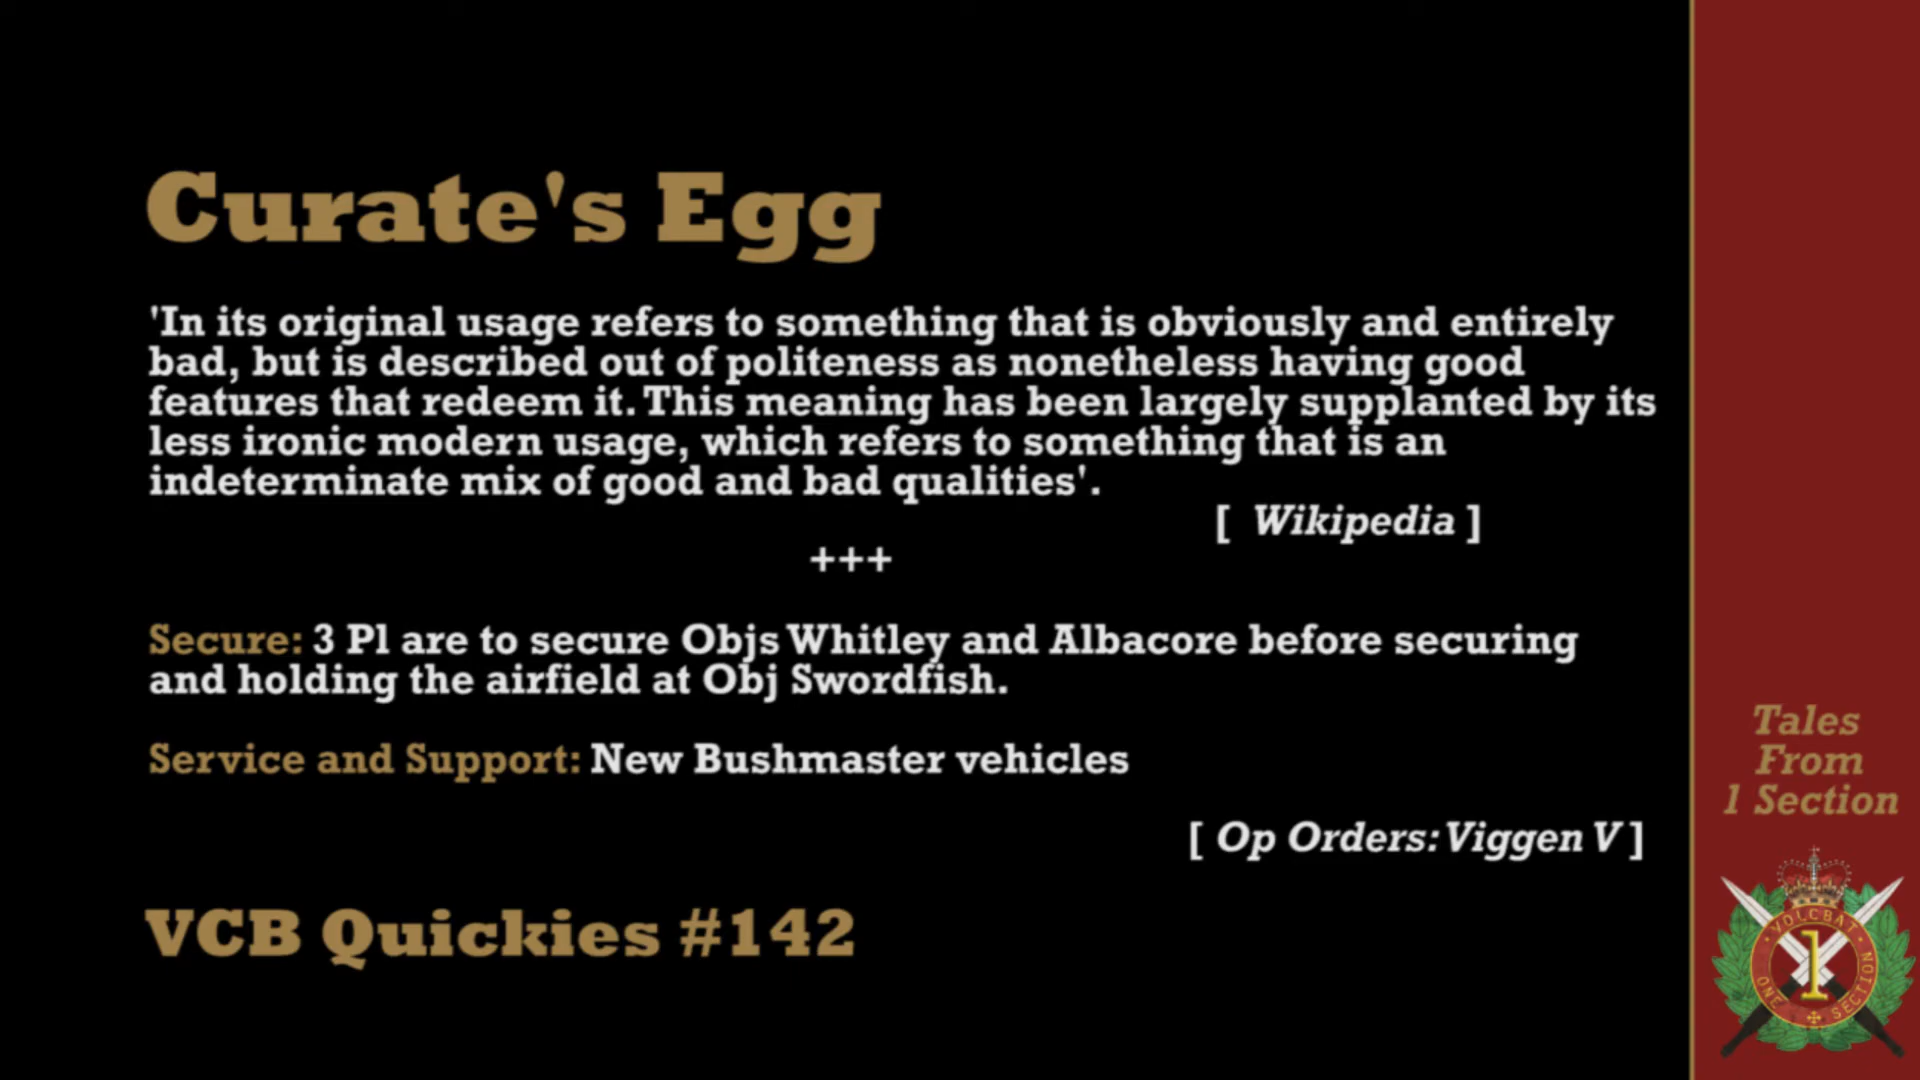 Curate's Egg
'In its original usage refers to something that is obviously and entirely
bad, but is described out of politeness as nonetheless having good
features that redeem it. This meaning has been largely supplanted by its
less ironic modern usage, which refers to something that is an
indeterminate mix of good and bad qualities'.
[ Wikipedia ]
+++
Secure: 3 Pl are to secure Objs Whitley and Albacore before securing
and holding the airfield at Obj Swordfish.
Service and Support: New Bushmaster vehicles
[ Op Orders: Viggen V ]
VCB Quickies #142
Tales
From
1 Section
VOLCBAT
1
ONE SECTION